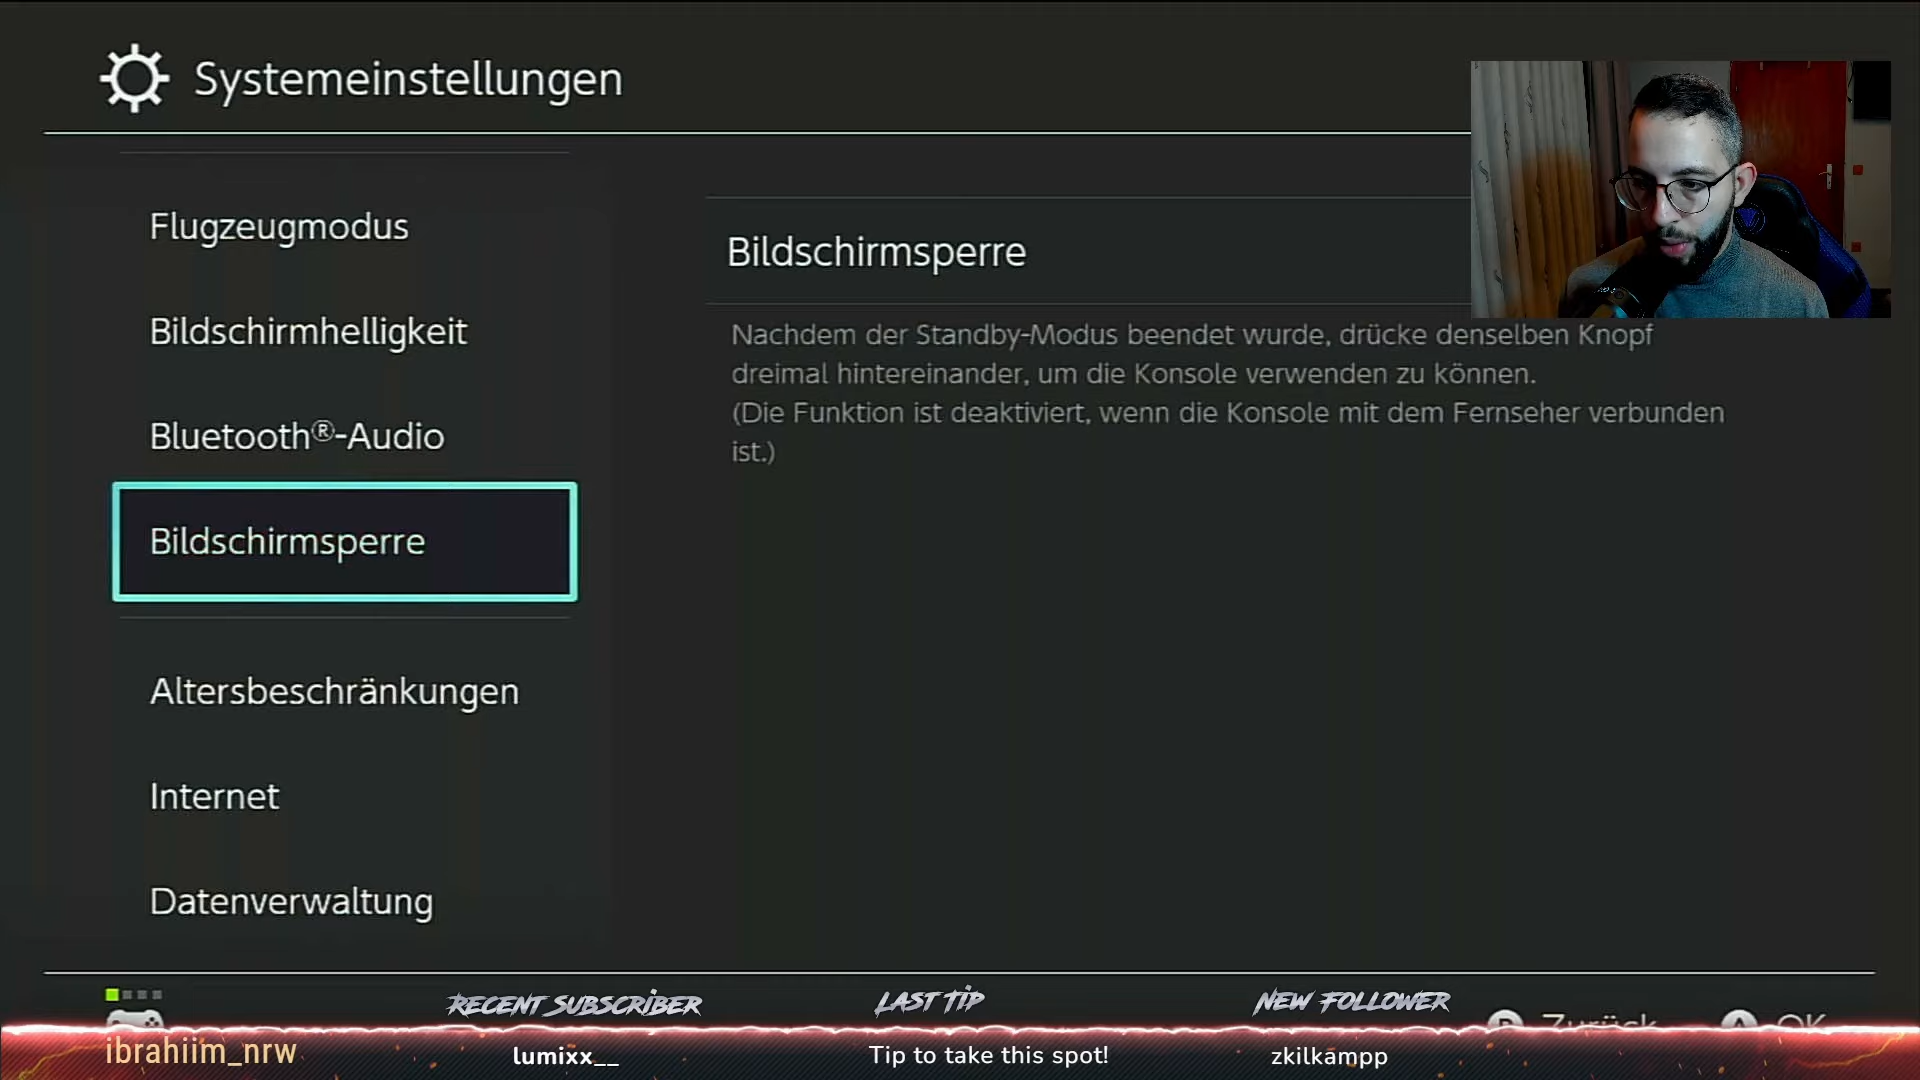 Systemeinstellungen
Flugzeugmodus
Bildschirmhelligkeit
Bluetooth®-Audio
Bildschirmsperre
Altersbeschränkungen
Internet
Datenverwaltung
Bildschirmsperre
Nachdem der Standby-Modus beendet wurde, drücke denselben Knopf
dreimal hintereinander, um die Konsole verwenden zu können.
(Die Funktion ist deaktiviert, wenn die Konsole mit dem Fernseher verbunden
ist.)
RECENT SUBSCRIBER
LAST TIP
NEW FOLLOWER
B Zurück
A OK
ibrahiim_nrw
lumixx__
Tip to take this spot!
zkilkampp